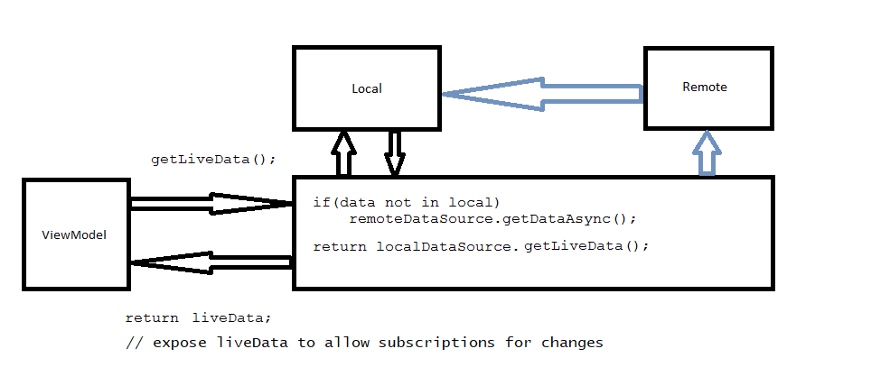 Local
Remote
getLiveData();
ViewModel
if(data not in local)
remoteDataSource.getDataAsync();
return localDataSource. getLiveData();
return liveData;
// expose liveData to allow subscriptions for changes